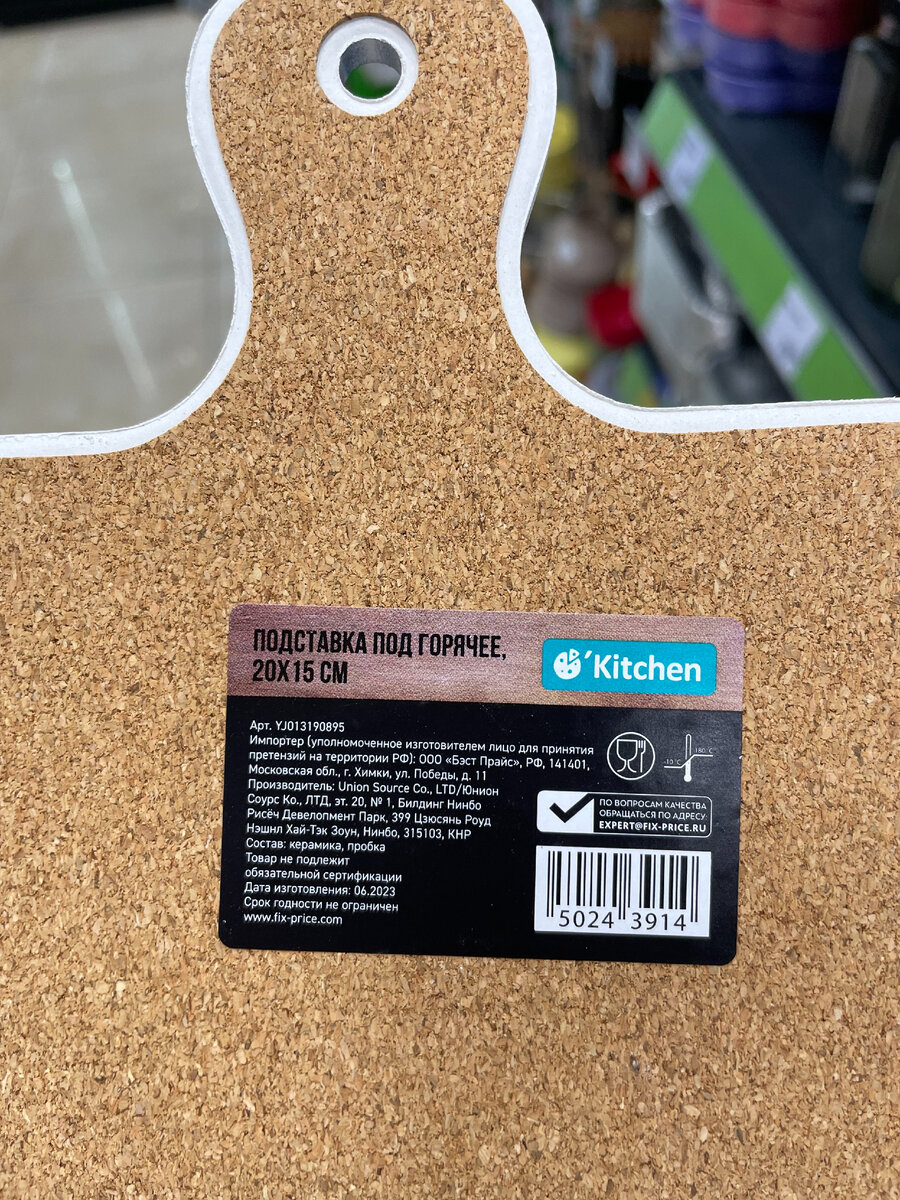 ПОДСТАВКА ПОД ГОРЯЧЕЕ,
20X15 СМ
'Kitchen
Арт. YJ013190895
Импортер (уполномоченное изготовителем лицо для принятия
претензий на территории РФ): ООО «Бэст Прайс», РФ, 141401,
Московская обл., г. Химки, ул. Победы, д. 11
Производитель: Union Source Co., LTD/Юнион
Соурс Ко., ЛТД, эт. 20, № 1, Билдинг Нинбо
Рисёч Девелопмент Парк, 399 Цзюсянь Роуд
Нэшнл Хай-Тэк Зоун, Нинбо, 315103, КНР
Состав: керамика, пробка
Товар не подлежит
обязательной сертификации
Дата изготовления: 06.2023
Срок годности не ограничен
www.fix-price.com
180 °C
-10 °C
ПО ВОПРОСАМ КАЧЕСТВА
ОБРАЩАТЬСЯ ПО АДРЕСУ:
EXPERT@FIX-PRICE.RU
5024 3914